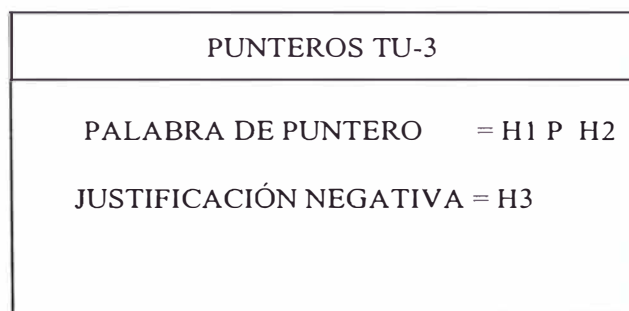 PUNTEROS TU-3
PALABRA DE PUNTERO = H1 P H2
JUSTIFICACIÓN NEGATIVA = H3